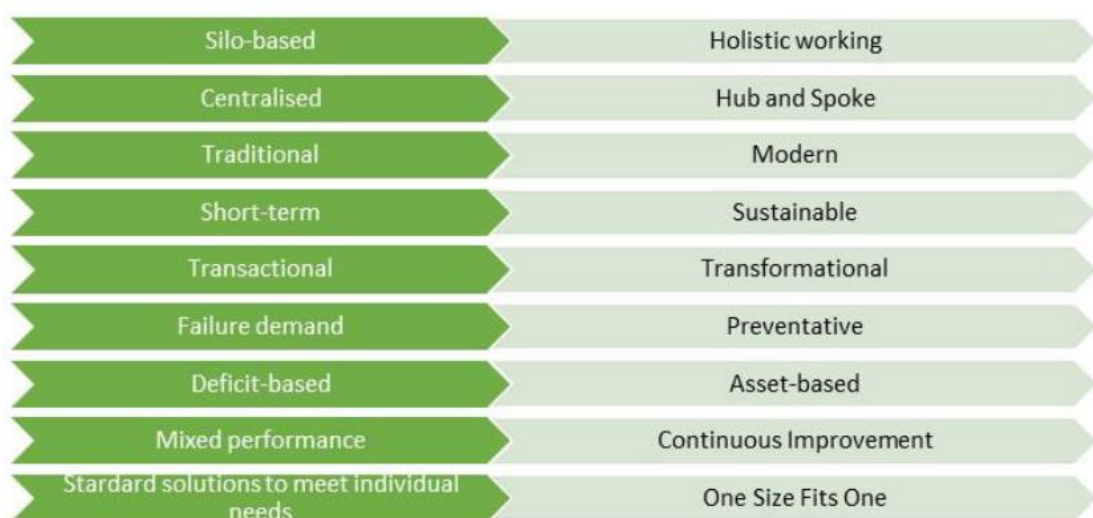 Silo-based
Holistic working
Centralised
Hub and Spoke
Traditional
Modern
Short-term
Sustainable
Transactional
Transformational
Failure demand
Preventative
Deficit-based
Asset-based
Mixed performance
Continuous Improvement
Stardard solutions to meet individual
needs
One Size Fits One